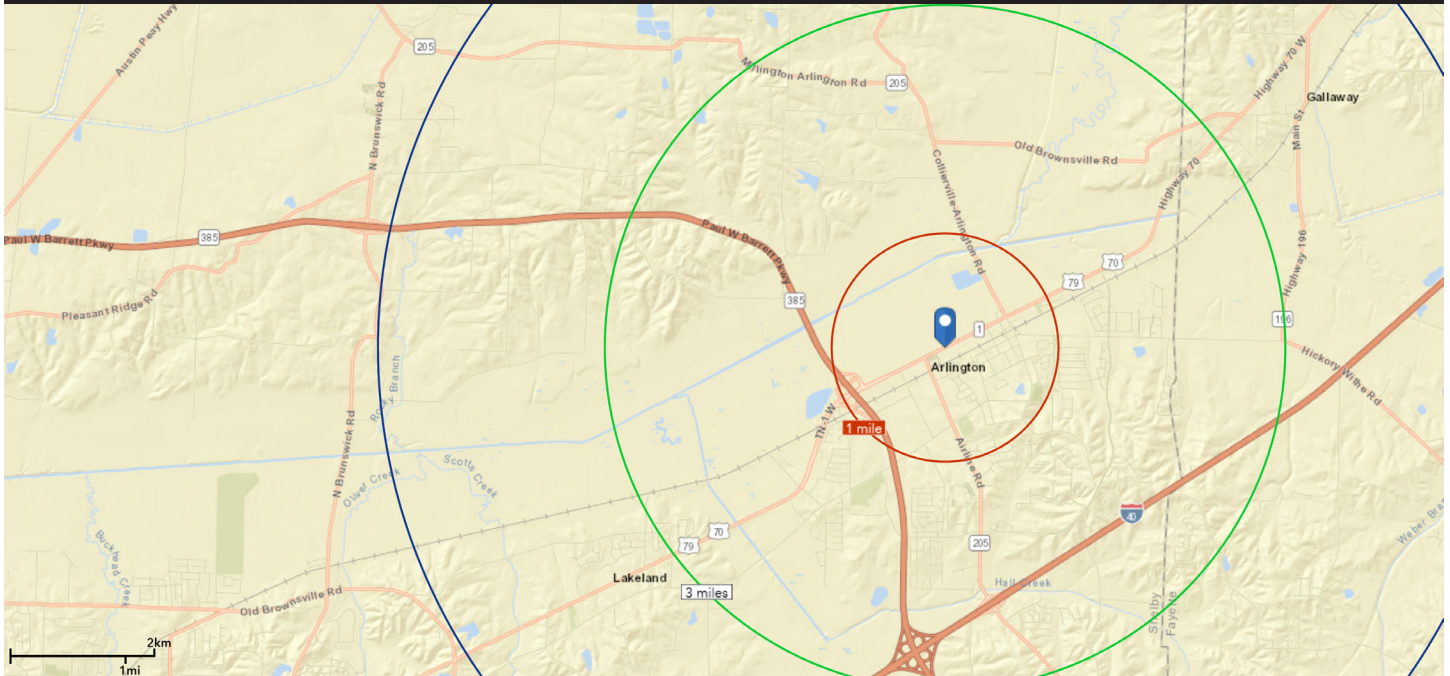 Austin Peay Hwy
205
N Brunswick Rd
Millington Arlington Rd
205
Highway 70 W
Gallaway
Main St
Old Brownsville Rd
Collierville-Arlington Rd
Highway 70
Paul W Barrett Pkwy
385
Paul W Barrett Pkwy
385
70
79
Highway 196
196
Pleasant Ridge Rd
1
Arlington
Hickory Withe Rd
Rocky Branch
TN-1 W
1 mile
Airline Rd
N Brunswick Rd
Scotts Creek
Oliver Creek
40
70
79
205
Buckhead Creek
Lakeland
3 miles
Hall Creek
Shelby
Fayette
Old Brownsville Rd
2km
1mi